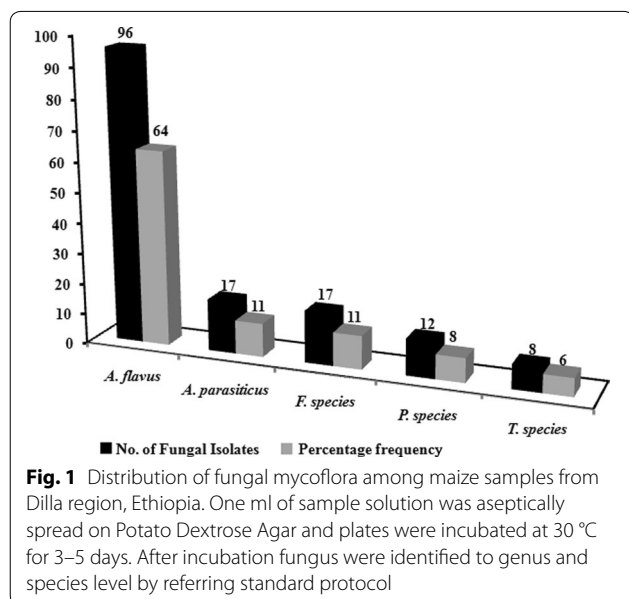 100
90
80
70
60
50
40
30
20
10
0
96
64
17
11
17
11
12
8
8
6
A. flavus
A. parasiticus
F. species
P. species
T. species
No. of Fungal Isolates Percentage frequency
Fig. 1 Distribution of fungal mycoflora among maize samples from
Dilla region, Ethiopia. One ml of sample solution was aseptically
spread on Potato Dextrose Agar and plates were incubated at 30 °C
for 3–5 days. After incubation fungus were identified to genus and
species level by referring standard protocol